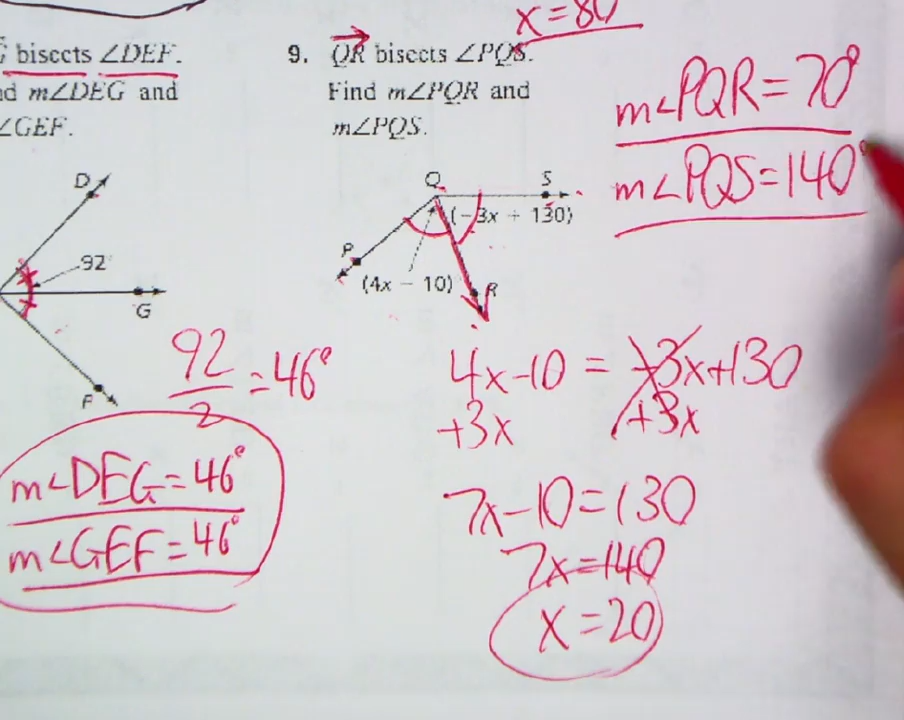 x=80
bisects ∠DEF.
m∠DEG and
∠GEF.
D
92
G
F
92/2 = 46°
m∠DEG=46°
m∠GEF=46°
9. QR bisects ∠PQS.
Find m∠PQR and
m∠PQS.
Q
S
(−3x + 130)
P
(4x − 10)
R
4x-10 = -3x+130
+3x +3x
7x-10=130
7x=140
x=20
m∠PQR=70°
m∠PQS=140°